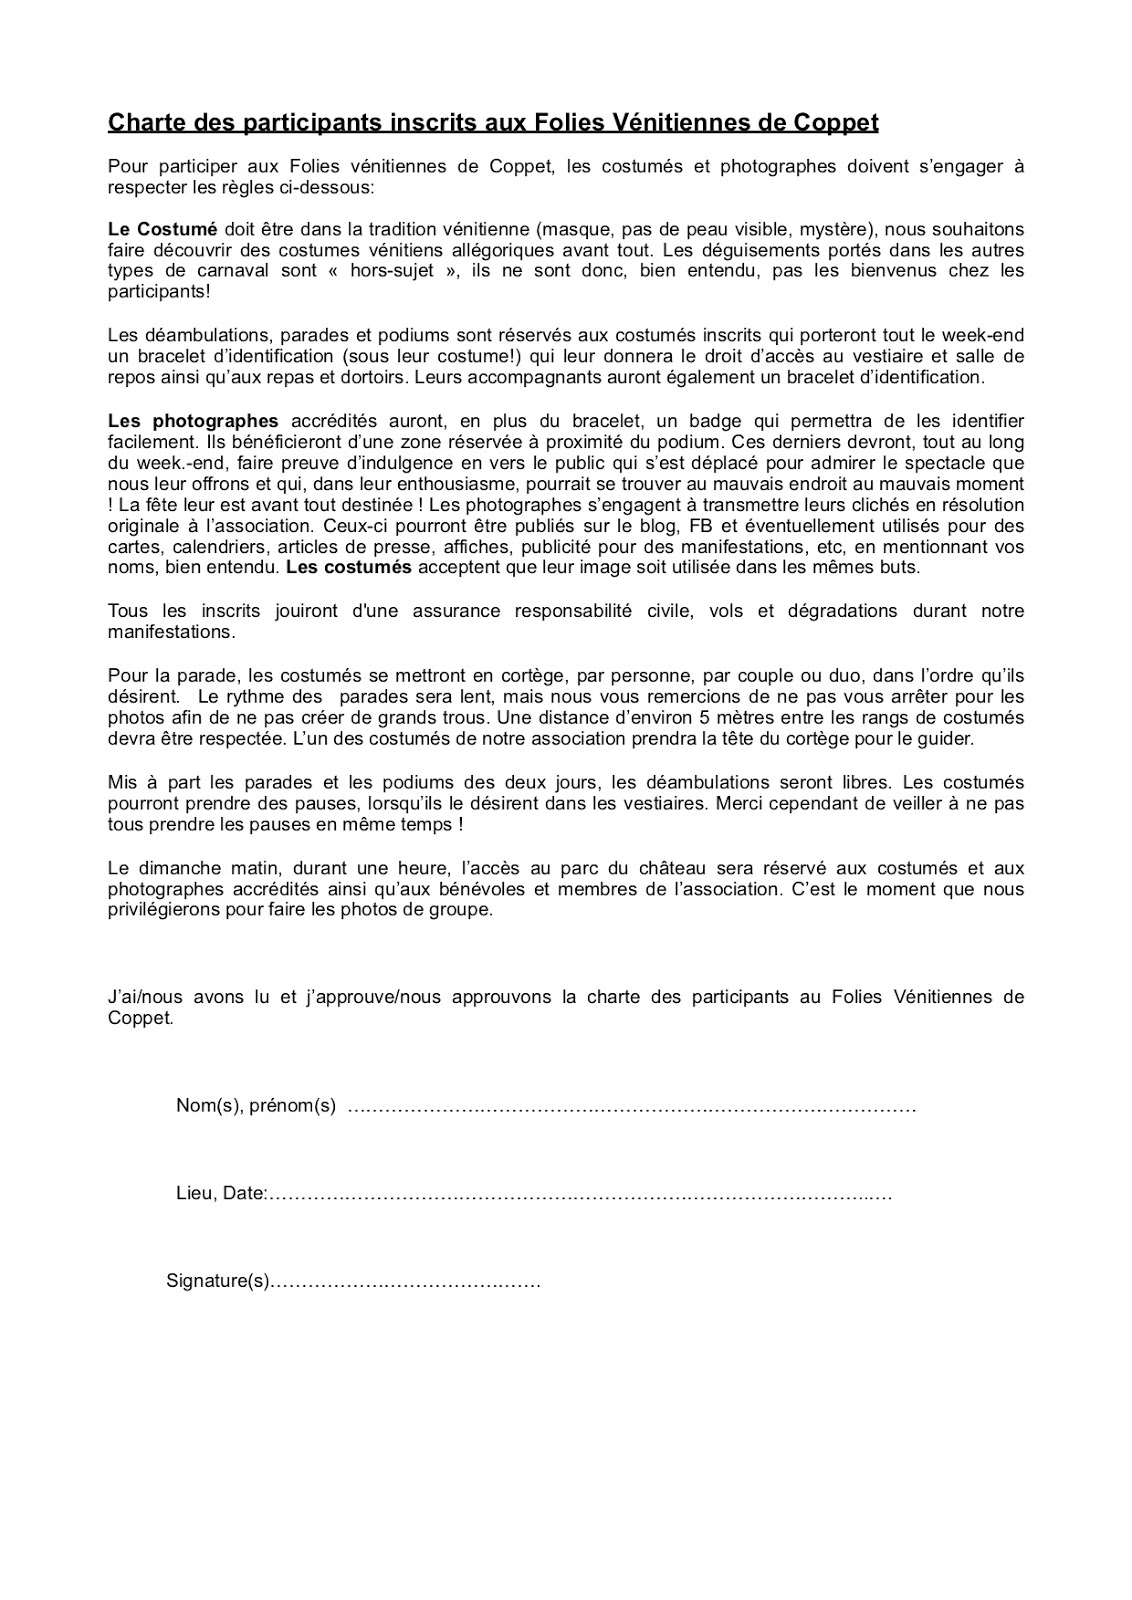 Charte des participants inscrits aux Folies Vénitiennes de Coppet
Pour participer aux Folies vénitiennes de Coppet, les costumés et photographes doivent s’engager à
respecter les règles ci-dessous:
Le Costumé doit être dans la tradition vénitienne (masque, pas de peau visible, mystère), nous souhaitons
faire découvrir des costumes vénitiens allégoriques avant tout. Les déguisements portés dans les autres
types de carnaval sont « hors-sujet », ils ne sont donc, bien entendu, pas les bienvenus chez les
participants!
Les déambulations, parades et podiums sont réservés aux costumés inscrits qui porteront tout le week-end
un bracelet d’identification (sous leur costume!) qui leur donnera le droit d’accès au vestiaire et salle de
repos ainsi qu’aux repas et dortoirs. Leurs accompagnants auront également un bracelet d’identification.
Les photographes accrédités auront, en plus du bracelet, un badge qui permettra de les identifier
facilement. Ils bénéficieront d’une zone réservée à proximité du podium. Ces derniers devront, tout au long
du week.-end, faire preuve d’indulgence en vers le public qui s’est déplacé pour admirer le spectacle que
nous leur offrons et qui, dans leur enthousiasme, pourrait se trouver au mauvais endroit au mauvais moment
! La fête leur est avant tout destinée ! Les photographes s’engagent à transmettre leurs clichés en résolution
originale à l’association. Ceux-ci pourront être publiés sur le blog, FB et éventuellement utilisés pour des
cartes, calendriers, articles de presse, affiches, publicité pour des manifestations, etc, en mentionnant vos
noms, bien entendu. Les costumés acceptent que leur image soit utilisée dans les mêmes buts.
Tous les inscrits jouiront d'une assurance responsabilité civile, vols et dégradations durant notre
manifestations.
Pour la parade, les costumés se mettront en cortège, par personne, par couple ou duo, dans l’ordre qu’ils
désirent. Le rythme des parades sera lent, mais nous vous remercions de ne pas vous arrêter pour les
photos afin de ne pas créer de grands trous. Une distance d’environ 5 mètres entre les rangs de costumés
devra être respectée. L’un des costumés de notre association prendra la tête du cortège pour le guider.
Mis à part les parades et les podiums des deux jours, les déambulations seront libres. Les costumés
pourront prendre des pauses, lorsqu’ils le désirent dans les vestiaires. Merci cependant de veiller à ne pas
tous prendre les pauses en même temps !
Le dimanche matin, durant une heure, l’accès au parc du château sera réservé aux costumés et aux
photographes accrédités ainsi qu’aux bénévoles et membres de l’association. C’est le moment que nous
privilégierons pour faire les photos de groupe.
J’ai/nous avons lu et j’approuve/nous approuvons la charte des participants au Folies Vénitiennes de
Coppet.
Nom(s), prénom(s) ……………………………………………………………………………
Lieu, Date:……………………………………………………………………………………
Signature(s)……………………………………